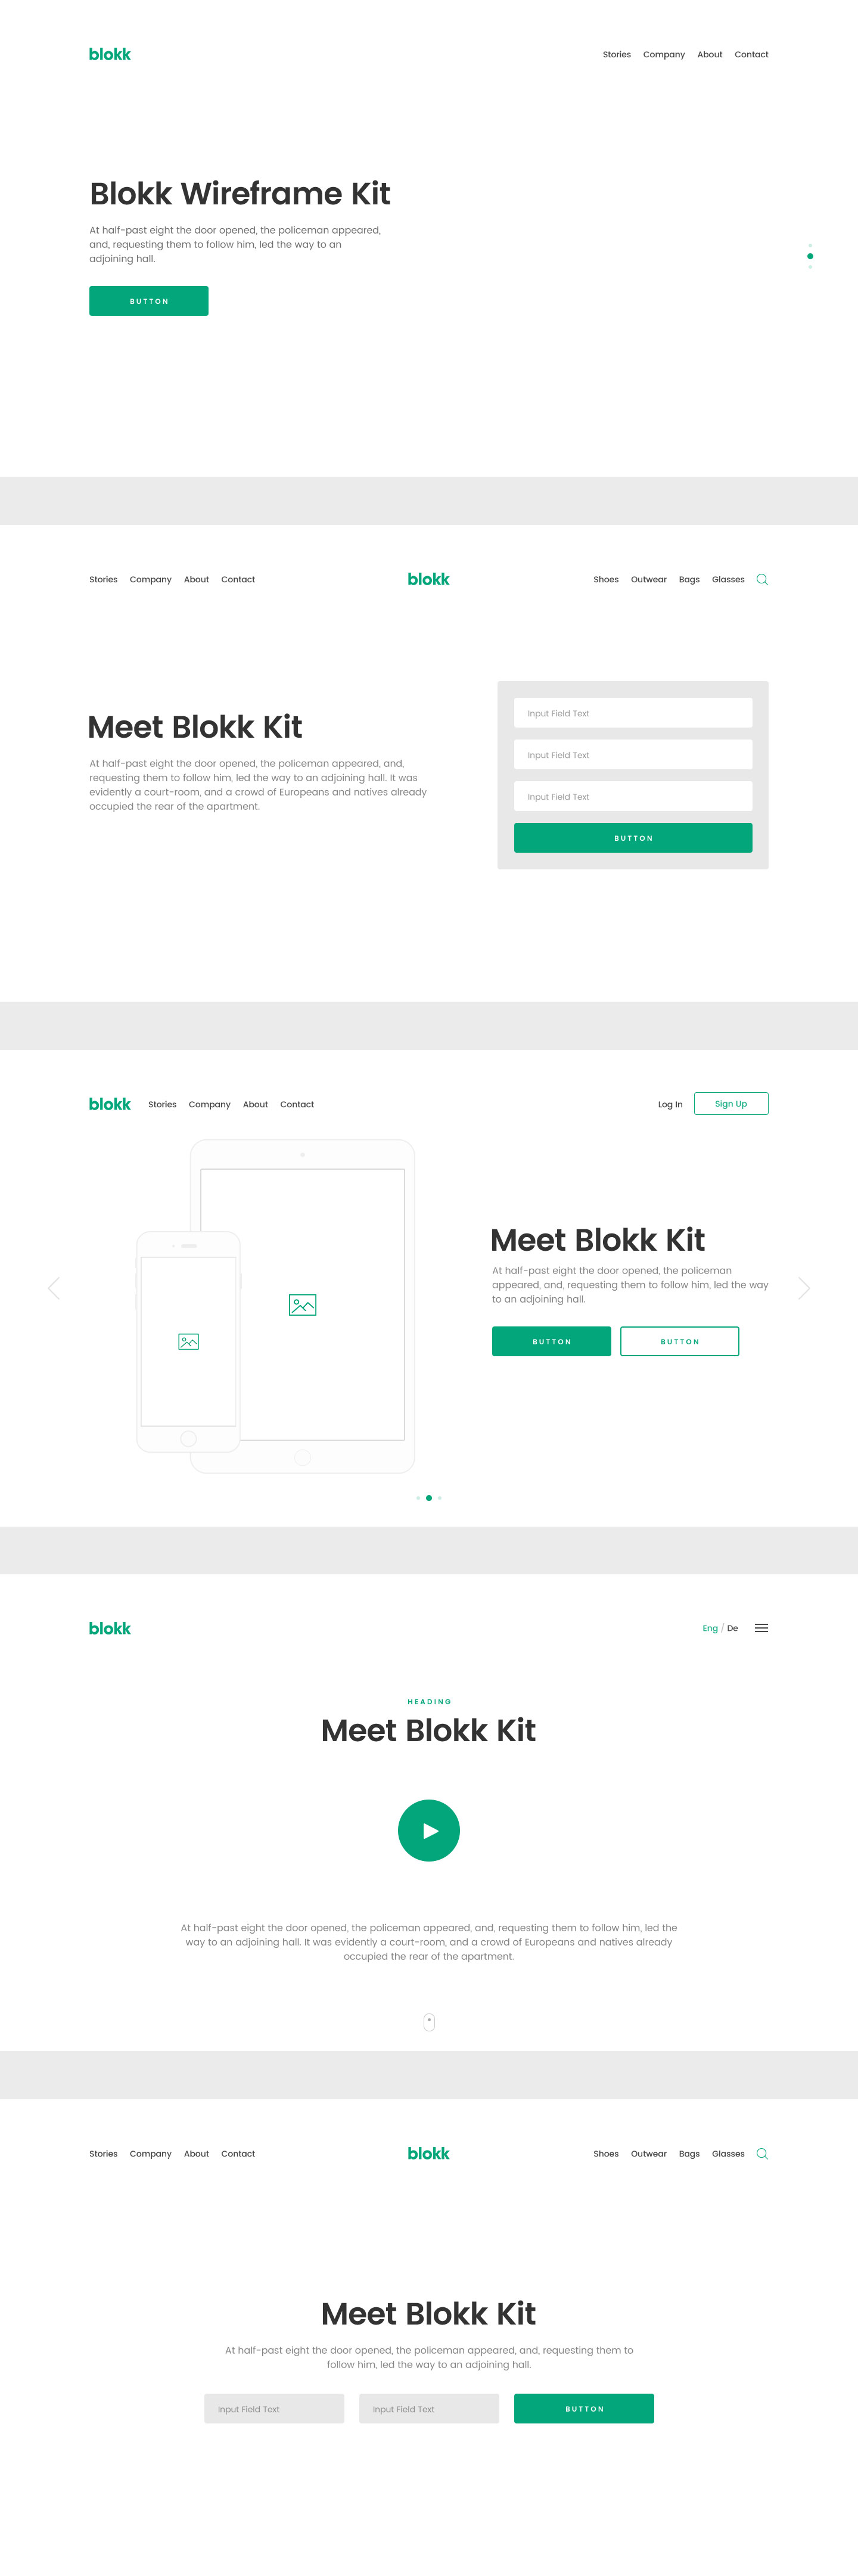 blokk Stories Company About Contact
Blokk Wireframe Kit
At half-past eight the door opened, the policeman appeared,
and, requesting them to follow him, led the way to an
adjoining hall.
BUTTON
Stories Company About Contact blokk Shoes Outwear Bags Glasses
Meet Blokk Kit
At half-past eight the door opened, the policeman appeared, and,
requesting them to follow him, led the way to an adjoining hall. It was
evidently a court-room, and a crowd of Europeans and natives already
occupied the rear of the apartment.
Input Field Text
Input Field Text
Input Field Text
BUTTON
blokk Stories Company About Contact Log In Sign Up
Meet Blokk Kit
At half-past eight the door opened, the policeman
appeared, and, requesting them to follow him, led the way
to an adjoining hall.
BUTTON BUTTON
blokk Eng / De
HEADING
Meet Blokk Kit
At half-past eight the door opened, the policeman appeared, and, requesting them to follow him, led the
way to an adjoining hall. It was evidently a court-room, and a crowd of Europeans and natives already
occupied the rear of the apartment.
Stories Company About Contact blokk Shoes Outwear Bags Glasses
Meet Blokk Kit
At half-past eight the door opened, the policeman appeared, and, requesting them to
follow him, led the way to an adjoining hall.
Input Field Text Input Field Text BUTTON